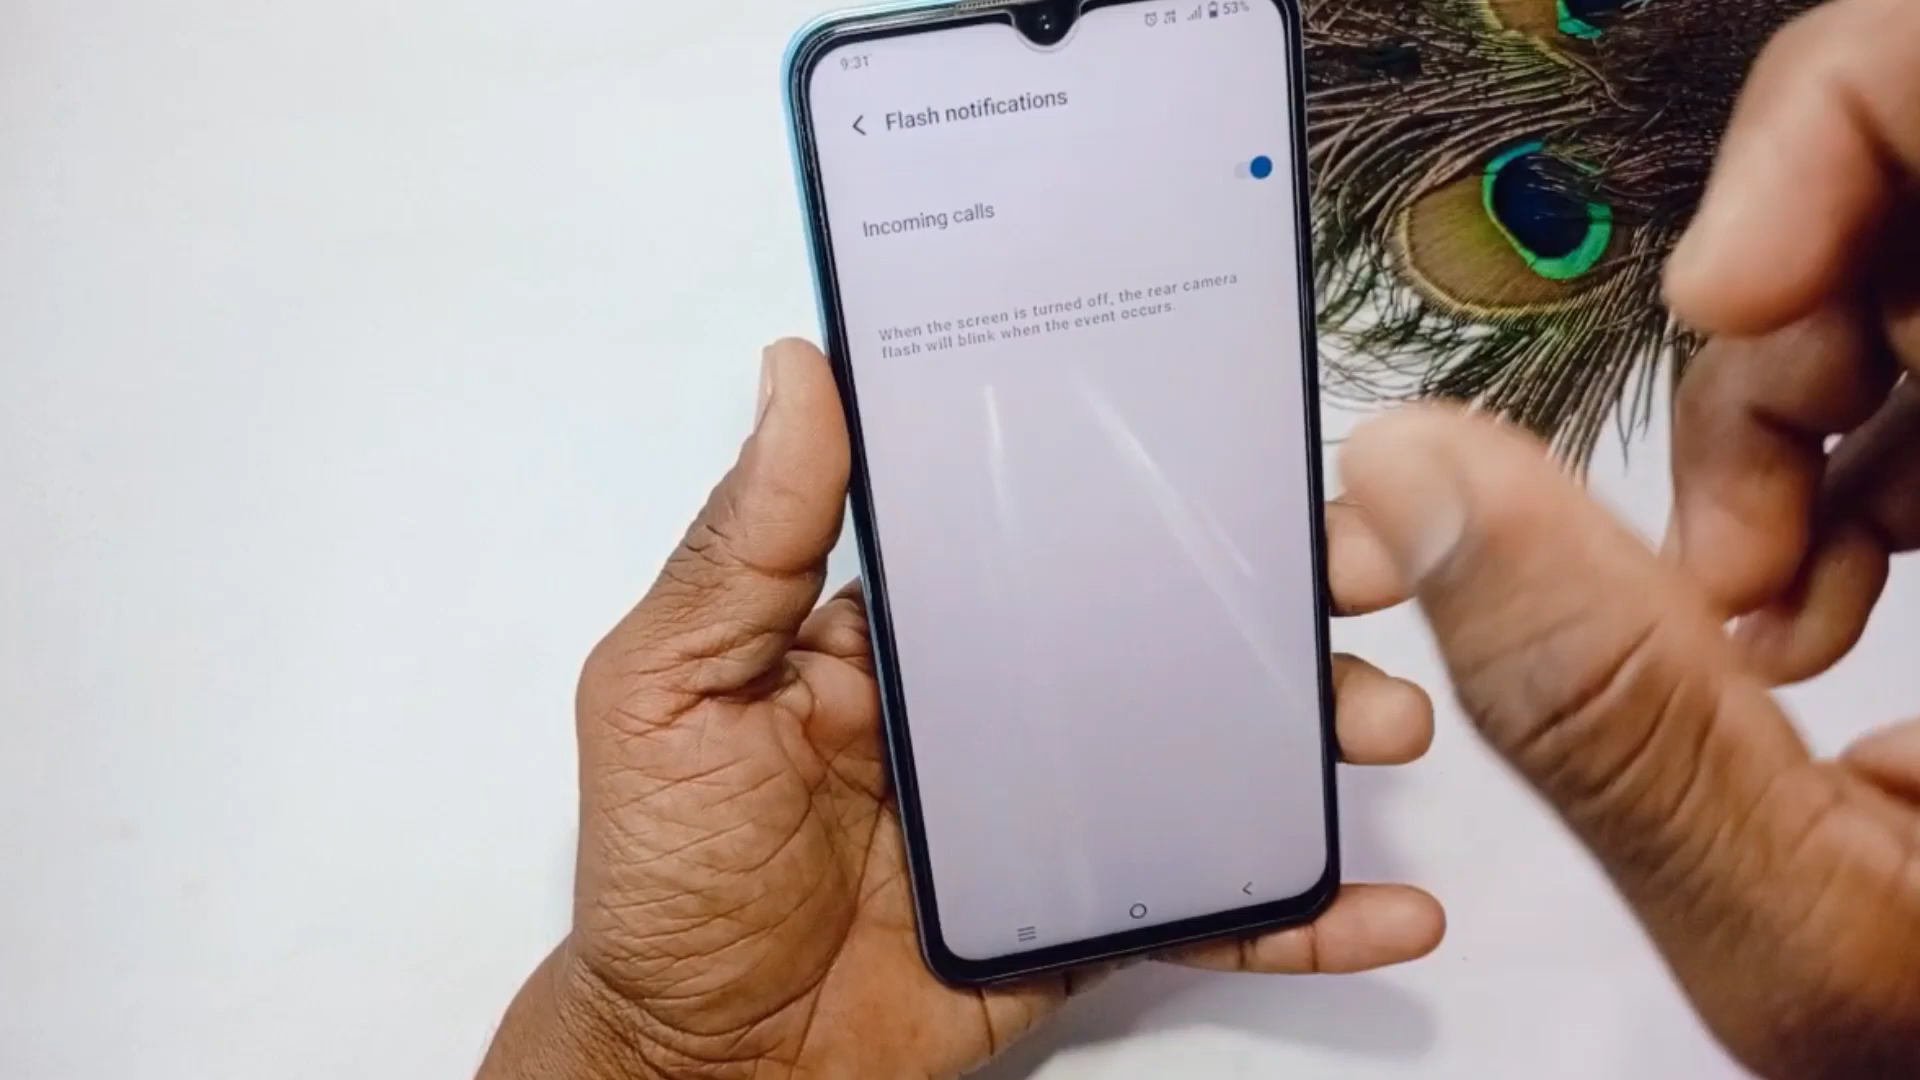 53%
9:31
Flash notifications
Incoming calls
When the screen is turned off, the rear camera
flash will blink when the event occurs.